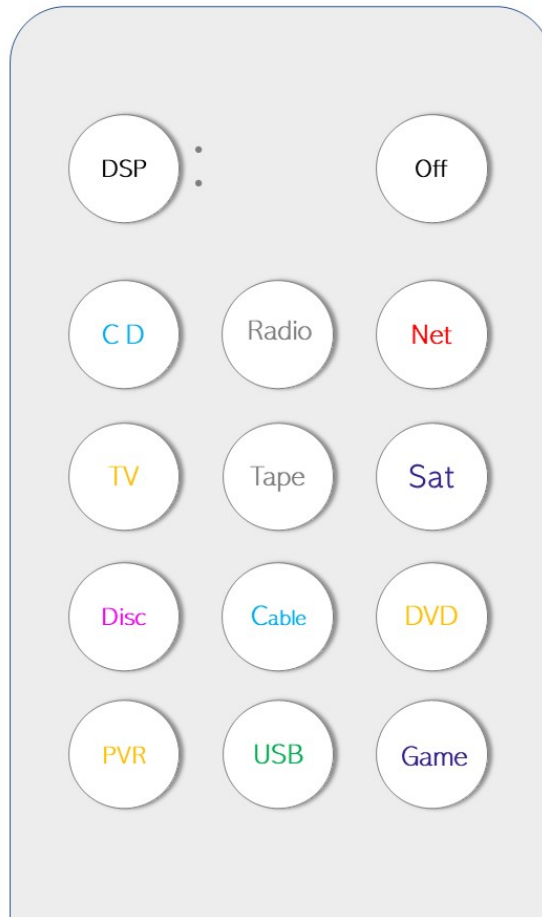 DSP : Off
C D Radio Net
TV Tape Sat
Disc Cable DVD
PVR USB Game